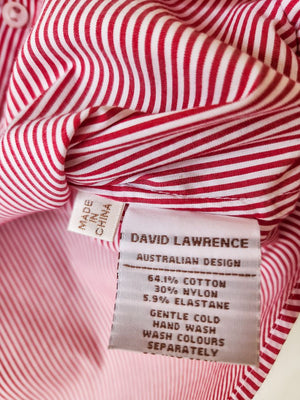 MADE
IN
CHINA
DAVID LAWRENCE
AUSTRALIAN DESIGN
64.1% COTTON
30% NYLON
5.9% ELASTANE
GENTLE COLD
HAND WASH
WASH COLOURS
SEPARATELY